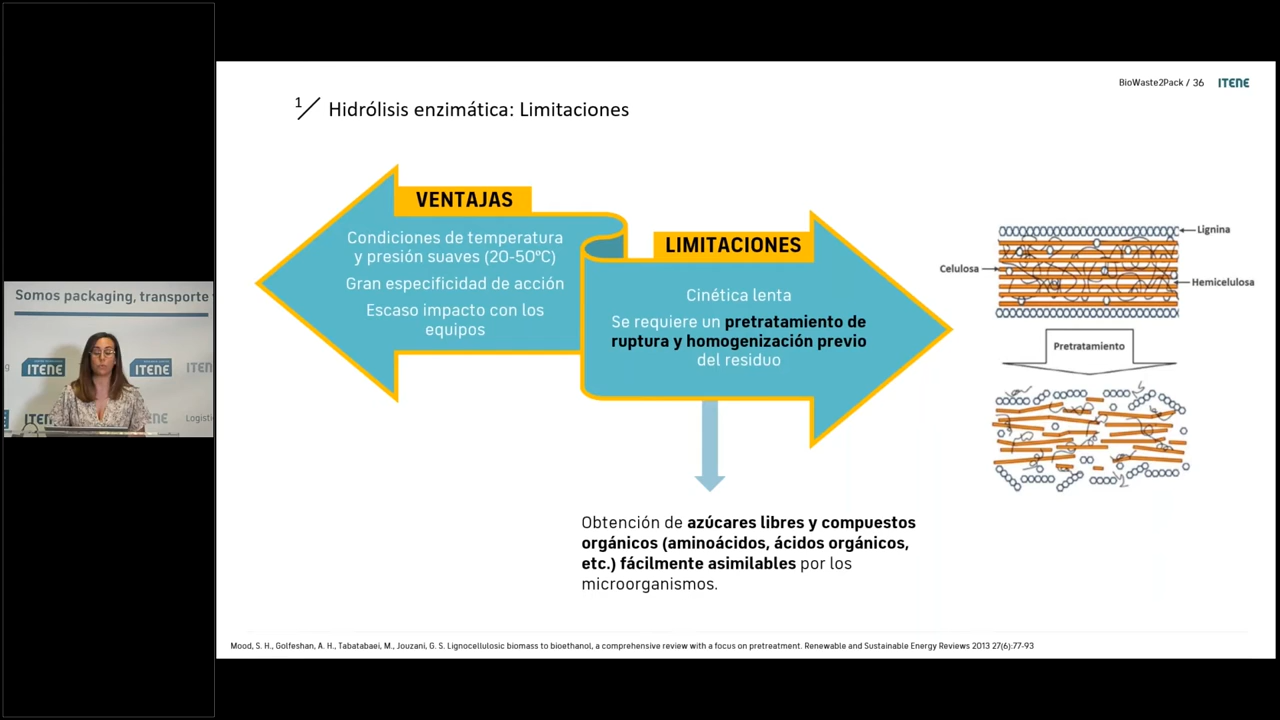 BioWaste2Pack / 36 ITENE
1/ Hidrólisis enzimática: Limitaciones
VENTAJAS
Condiciones de temperatura
y presión suaves (20-50ºC)
Gran especificidad de acción
Escaso impacto con los
equipos
LIMITACIONES
Cinética lenta
Se requiere un pretratamiento de
ruptura y homogenización previo
del residuo
Lignina
Celulosa
Hemicelulosa
Pretratamiento
Obtención de azúcares libres y compuestos
orgánicos (aminoácidos, ácidos orgánicos,
etc.) fácilmente asimilables por los
microorganismos.
Mood, S. H., Golfeshan, A. H., Tabatabaei, M., Jouzani, G. S. Lignocellulosic biomass to bioethanol, a comprehensive review with a focus on pretreatment. Renewable and Sustainable Energy Reviews 2013 27(6):77-93
Somos packaging, transporte
ITENE
ITENE
ITENE
ITENE
ITENE
Logist